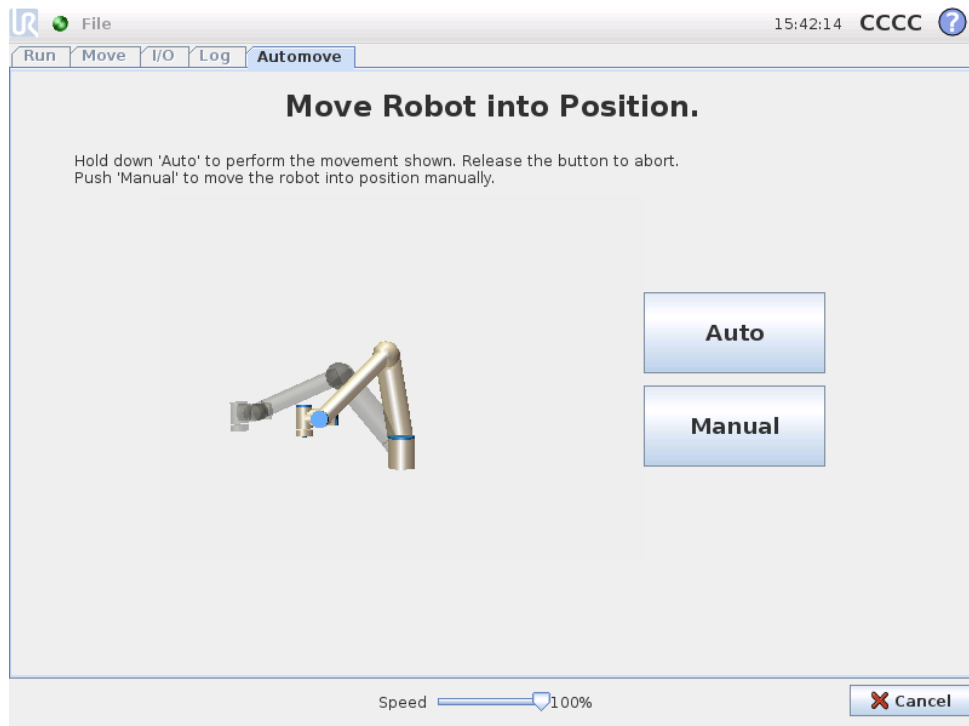 UR File 15:42:14 CCCC ?
Run Move I/O Log Automove
Move Robot into Position.
Hold down 'Auto' to perform the movement shown. Release the button to abort.
Push 'Manual' to move the robot into position manually.
Auto
Manual
Speed 100% Cancel